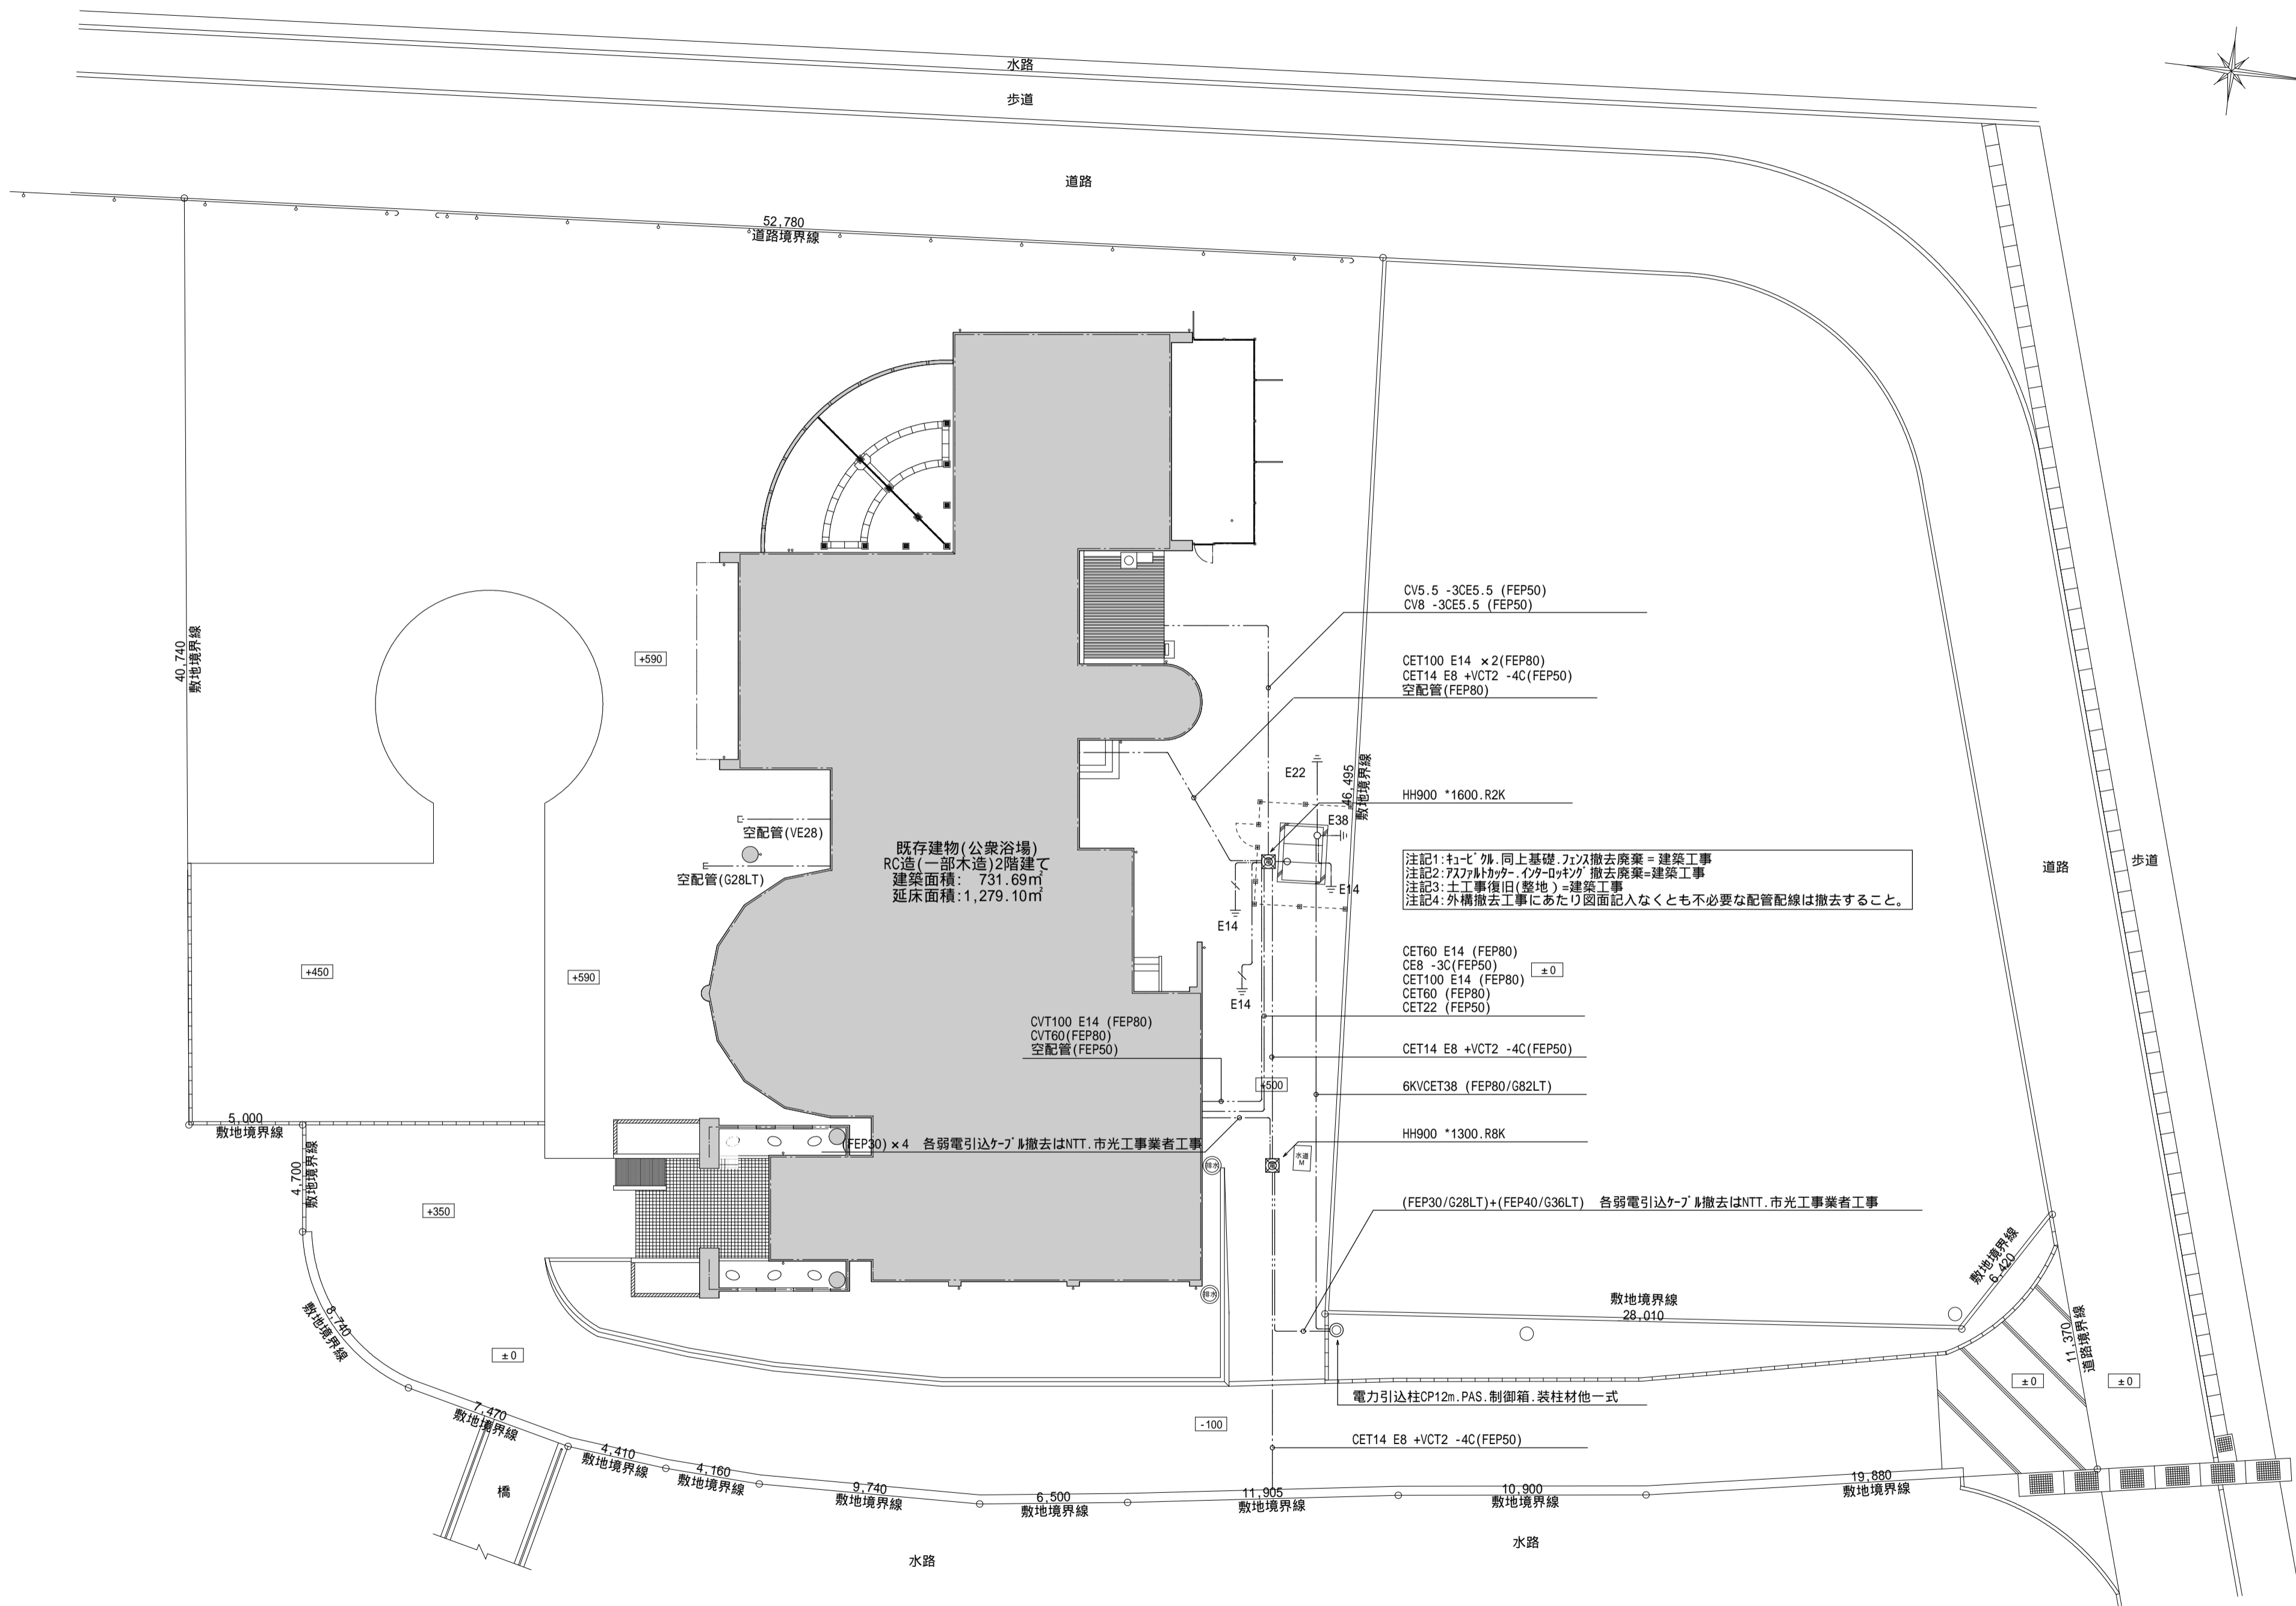 水路
歩道
道路
52,780
道路境界線
40,740
敷地境界線
+590
CV5.5 -3CE5.5 (FEP50)
CV8 -3CE5.5 (FEP50)
CET100 E14 ×2(FEP80)
CET14 E8 +VCT2 -4C(FEP50)
空配管(FEP80)
46,495
敷地境界線
E22
HH900 *1600.R2K
E38
空配管(VE28)
空配管(G28LT)
既存建物(公衆浴場)
RC造(一部木造)2階建て
建築面積: 731.69㎡
延床面積:1,279.10㎡
E14
E14
E14
注記1:ｷｭｰﾋﾞｸﾙ.同上基礎.ﾌｪﾝｽ撤去廃棄=建築工事
注記2:ｱｽﾌｧﾙﾄｶｯﾀｰ.ｲﾝﾀｰﾛｯｷﾝｸﾞ撤去廃棄=建築工事
注記3:土工事復旧(整地)=建築工事
注記4:外構撤去工事にあたり図面記入なくとも不必要な配管配線は撤去すること。
道路
歩道
+450
+590
CET60 E14 (FEP80)
CE8 -3C(FEP50)
CET100 E14 (FEP80)
CET60 (FEP80)
CET22 (FEP50)
±0
CVT100 E14 (FEP80)
CVT60(FEP80)
空配管(FEP50)
CET14 E8 +VCT2 -4C(FEP50)
+500
6KVCET38 (FEP80/G82LT)
5,000
敷地境界線
4,700
敷地境界線
(FEP30)×4 各弱電引込ｹｰﾌﾞﾙ撤去はNTT.市光工事業者工事
HH900 *1300.R8K
水道
M
排水
電
電
+350
(FEP30/G28LT)+(FEP40/G36LT) 各弱電引込ｹｰﾌﾞﾙ撤去はNTT.市光工事業者工事
排水
敷地境界線
6,420
敷地境界線
28,010
8,740
敷地境界線
11,370
道路境界線
±0
±0
±0
電力引込柱CP12m.PAS.制御箱.装柱材他一式
-100
CET14 E8 +VCT2 -4C(FEP50)
7,470
敷地境界線
4,410
敷地境界線
4,160
敷地境界線
9,740
敷地境界線
6,500
敷地境界線
11,905
敷地境界線
10,900
敷地境界線
19,880
敷地境界線
橋
水路
水路